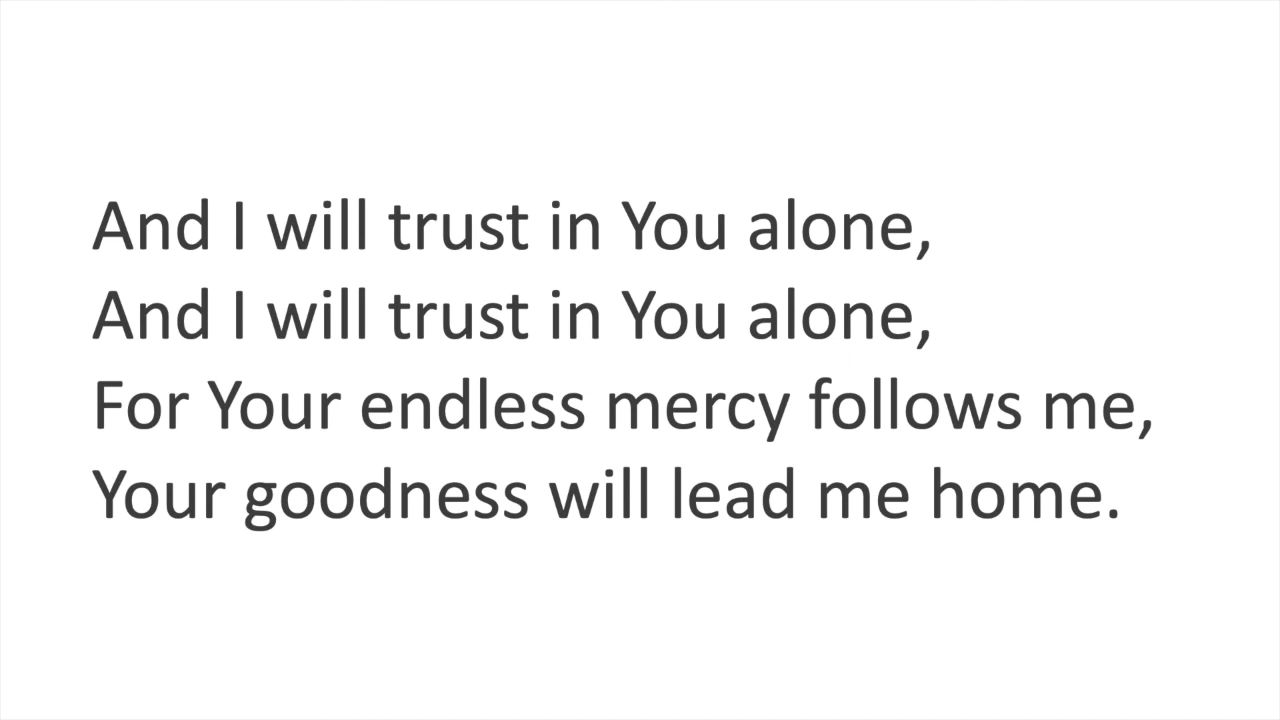 And I will trust in You alone,
And I will trust in You alone,
For Your endless mercy follows me,
Your goodness will lead me home.